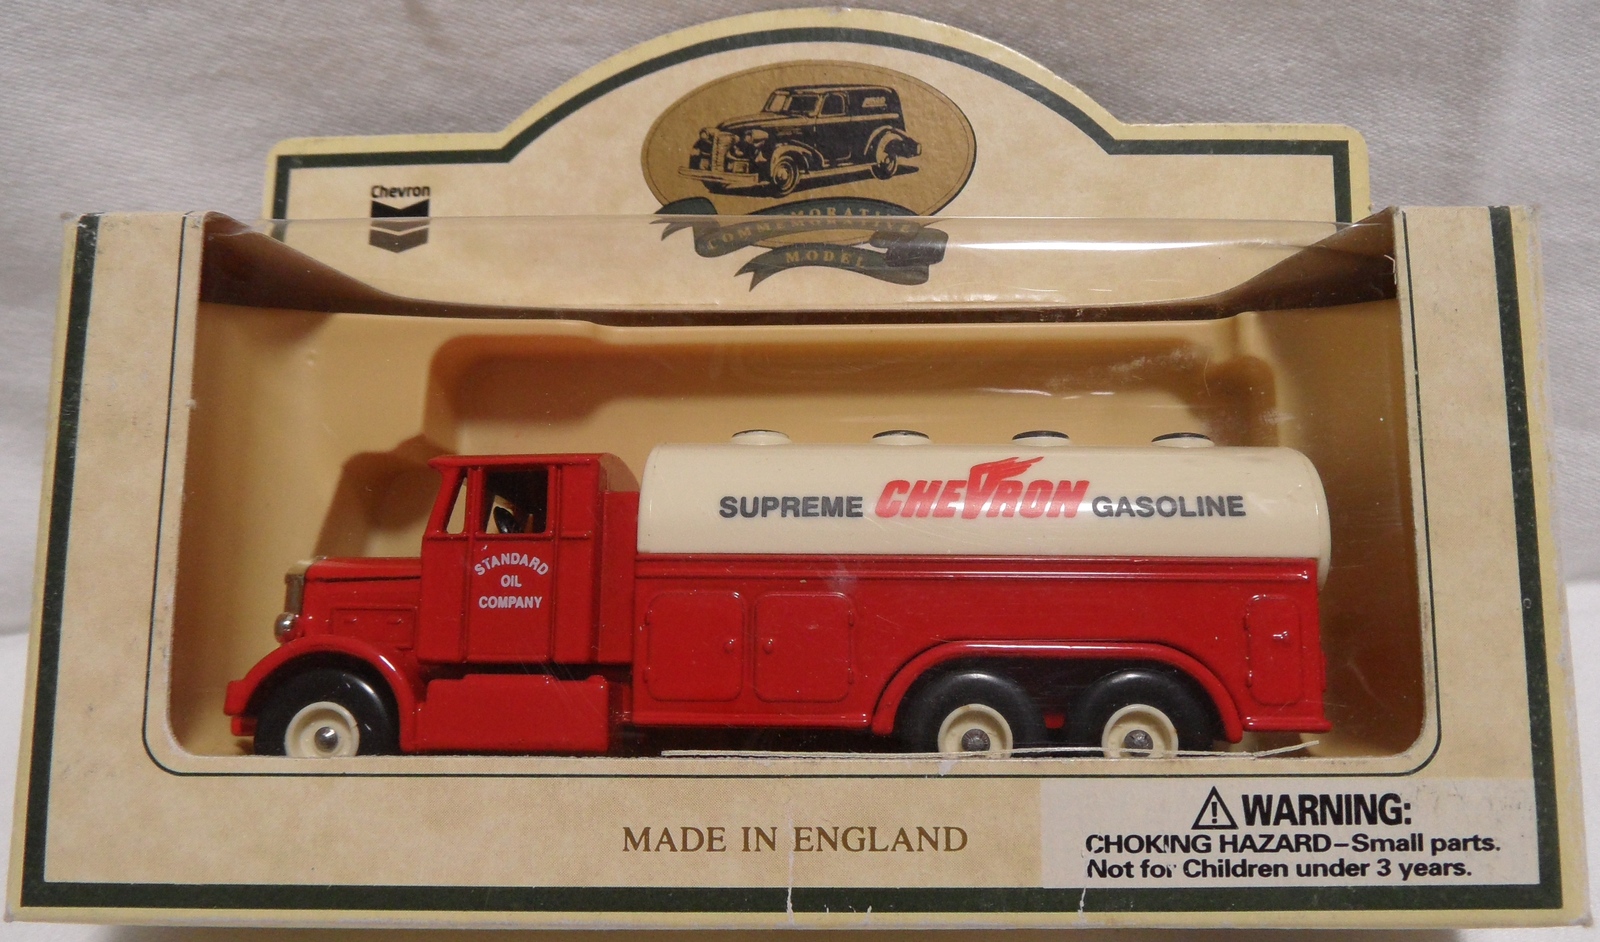 Chevron
COMMEMORATIVE
MODEL
SUPREME CHEVRON GASOLINE
STANDARD
OIL
COMPANY
MADE IN ENGLAND
WARNING:
CHOKING HAZARD–Small parts.
Not for Children under 3 years.